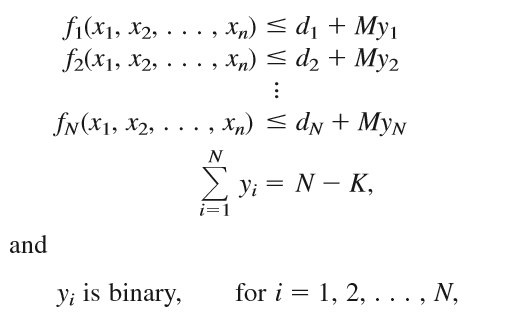 f₁(x₁, x₂, . . . , xₙ) ≤ d₁ + My₁
f₂(x₁, x₂, . . . , xₙ) ≤ d₂ + My₂
⋮
f_N(x₁, x₂, . . . , xₙ) ≤ d_N + My_N
∑_{i=1}^{N} yᵢ = N − K,
and
yᵢ is binary, for i = 1, 2, . . . , N,